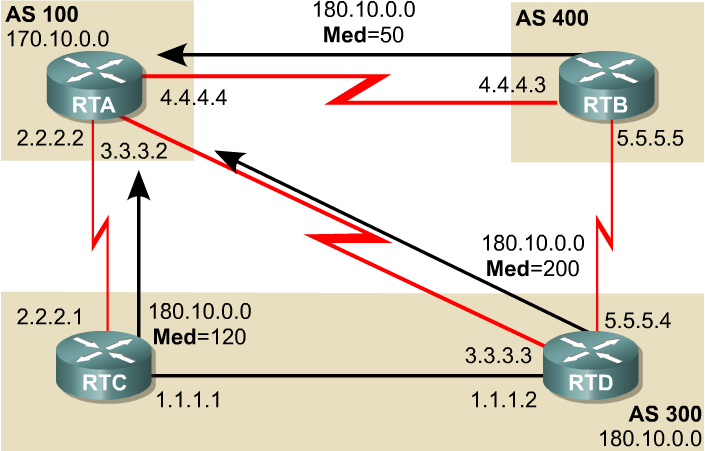 AS 100
170.10.0.0
RTA
2.2.2.2
3.3.3.2
4.4.4.4
180.10.0.0
Med=50
AS 400
4.4.4.3
RTB
5.5.5.5
180.10.0.0
Med=200
2.2.2.1
180.10.0.0
Med=120
RTC
1.1.1.1
5.5.5.4
3.3.3.3
RTD
1.1.1.2
AS 300
180.10.0.0